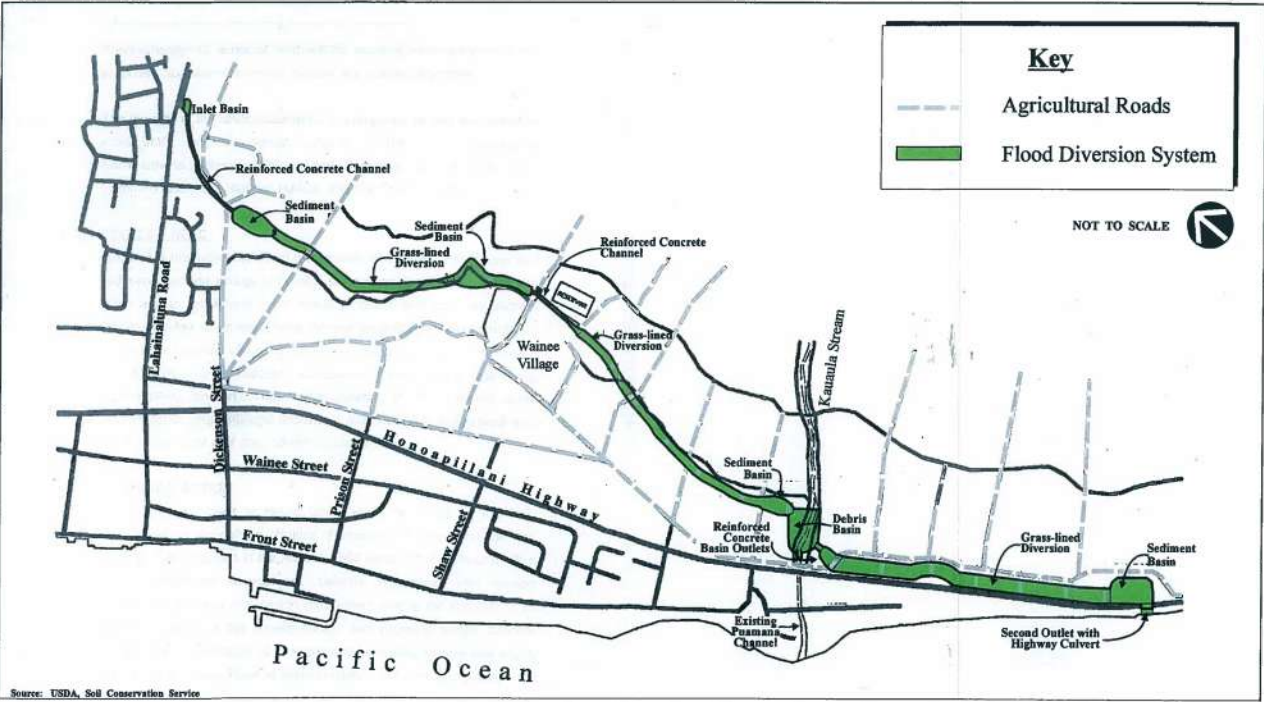 Key
Agricultural Roads
Flood Diversion System
NOT TO SCALE
Inlet Basin
Reinforced Concrete Channel
Sediment
Basin
Sediment
Basin
Grass-lined
Diversion
Reinforced Concrete
Channel
RESERVOIR
Grass-lined
Diversion
Wainee
Village
Kauaula Stream
Lahainaluna Road
Dickenson Street
Prison Street
Shaw Street
Wainee Street
Front Street
Honoapiilani Highway
Sediment
Basin
Debris
Basin
Reinforced
Concrete
Basin Outlets
Grass-lined
Diversion
Sediment
Basin
Existing
Puamana
Channel
Second Outlet with
Highway Culvert
Pacific Ocean
Source: USDA, Soil Conservation Service